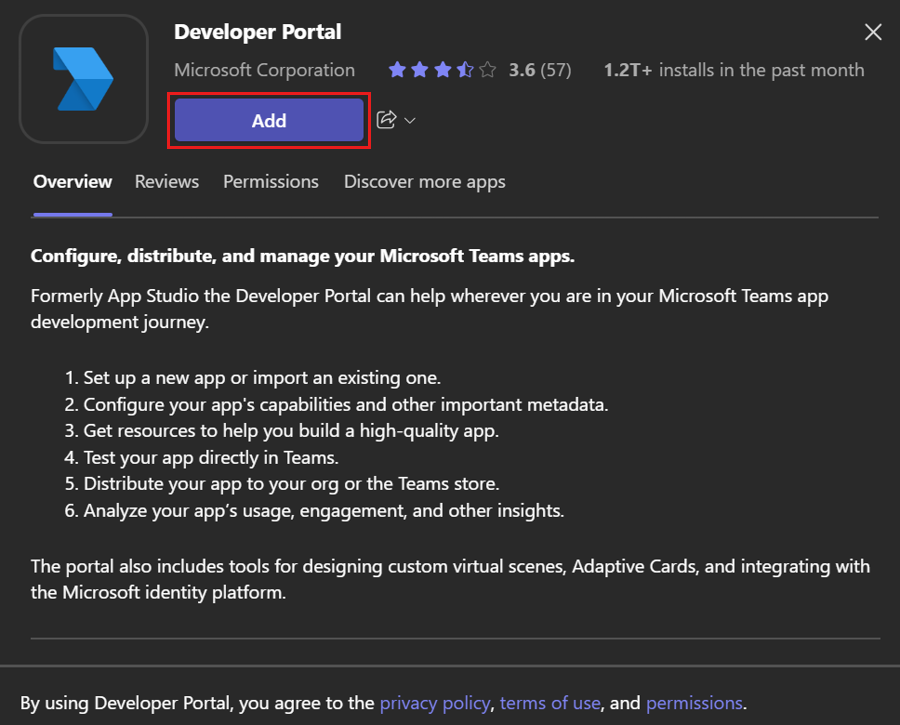 Developer Portal
Microsoft Corporation 3.6 (57) 1.2T+ installs in the past month
Add
Overview Reviews Permissions Discover more apps
Configure, distribute, and manage your Microsoft Teams apps.
Formerly App Studio the Developer Portal can help wherever you are in your Microsoft Teams app
development journey.
1. Set up a new app or import an existing one.
2. Configure your app's capabilities and other important metadata.
3. Get resources to help you build a high-quality app.
4. Test your app directly in Teams.
5. Distribute your app to your org or the Teams store.
6. Analyze your app’s usage, engagement, and other insights.
The portal also includes tools for designing custom virtual scenes, Adaptive Cards, and integrating with
the Microsoft identity platform.
By using Developer Portal, you agree to the privacy policy, terms of use, and permissions.